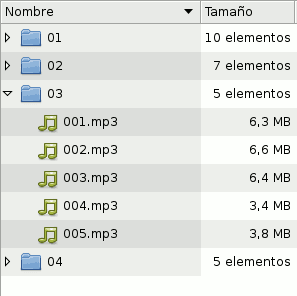 Nombre Tamaño
01 10 elementos
02 7 elementos
03 5 elementos
001.mp3 6,3 MB
002.mp3 6,6 MB
003.mp3 6,4 MB
004.mp3 3,4 MB
005.mp3 3,8 MB
04 5 elementos